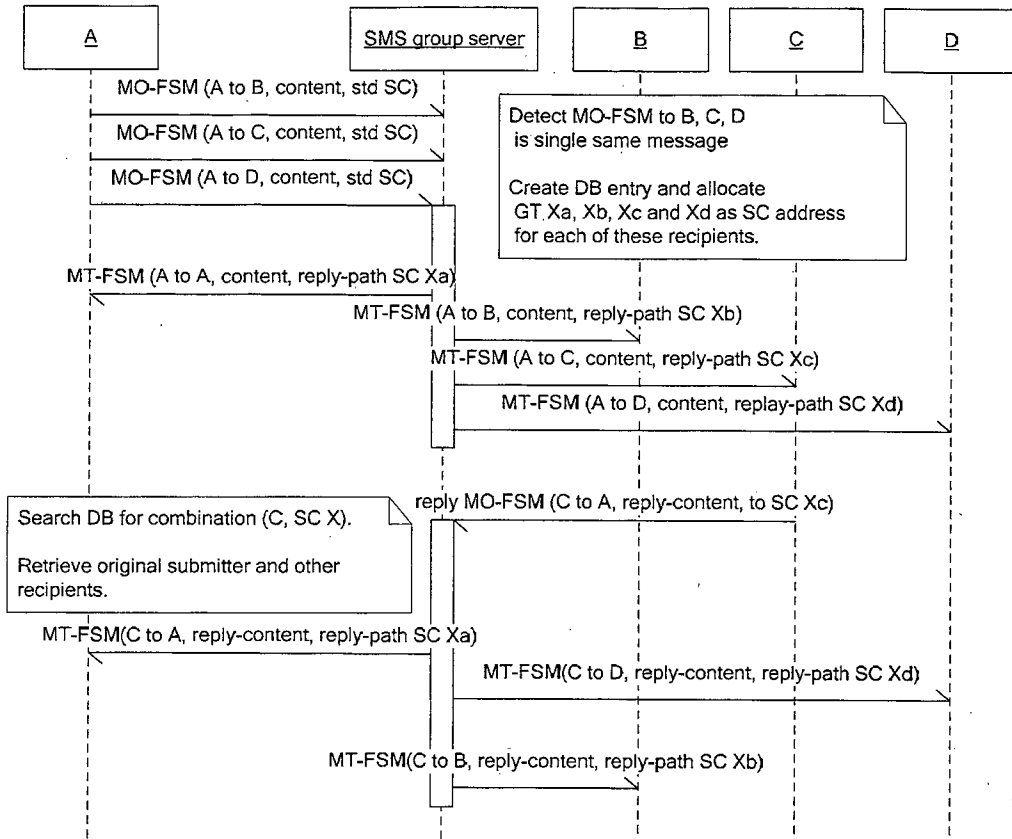 A
SMS group server
B
C
D
MO-FSM (A to B, content, std SC)
MO-FSM (A to C, content, std SC)
MO-FSM (A to D, content, std SC)
Detect MO-FSM to B, C, D
is single same message
Create DB entry and allocate
GT Xa, Xb, Xc and Xd as SC address
for each of these recipients.
MT-FSM (A to A, content, reply-path SC Xa)
MT-FSM (A to B, content, reply-path SC Xb)
MT-FSM (A to C, content, reply-path SC Xc)
MT-FSM (A to D, content, replay-path SC Xd)
reply MO-FSM (C to A, reply-content, to SC Xc)
Search DB for combination (C, SC X).
Retrieve original submitter and other
recipients.
MT-FSM(C to A, reply-content, reply-path SC Xa)
MT-FSM(C to D, reply-content, reply-path SC Xd)
MT-FSM(C to B, reply-content, reply-path SC Xb)